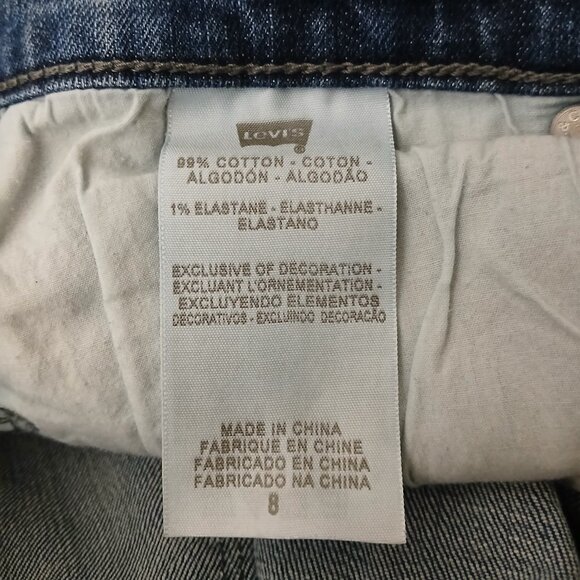 LEVI'S
99% COTTON - COTON -
ALGODÓN - ALGODÃO
1% ELASTANE - ELASTHANNE -
ELASTANO
EXCLUSIVE OF DECORATION -
EXCLUANT L'ORNEMENTATION -
EXCLUYENDO ELEMENTOS
DECORATIVOS - EXCLUINDO DECORAÇÃO
MADE IN CHINA
FABRIQUE EN CHINE
FABRICADO EN CHINA
FABRICADO NA CHINA
8